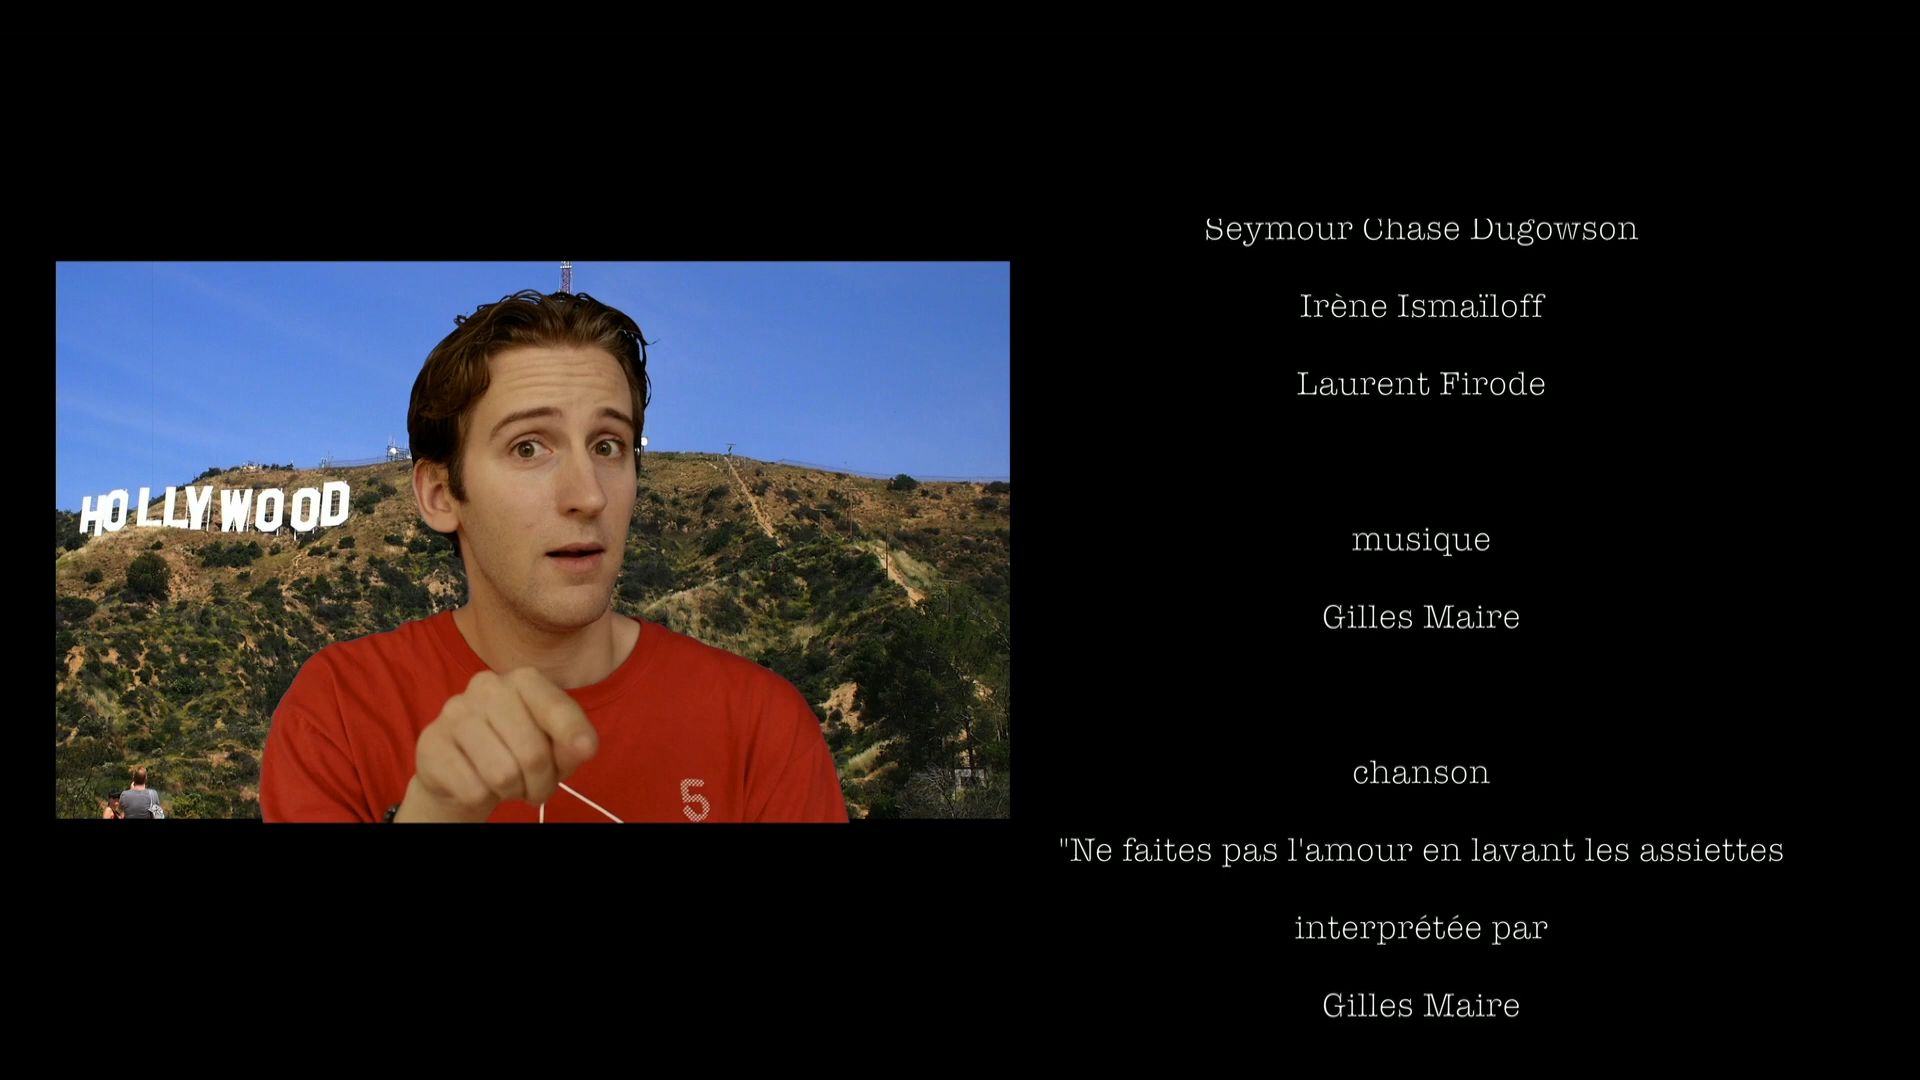 HOLLYWOOD
5
Seymour Chase Dugowson
Irène Ismaïloff
Laurent Firode
musique
Gilles Maire
chanson
"Ne faites pas l'amour en lavant les assiettes
interprétée par
Gilles Maire